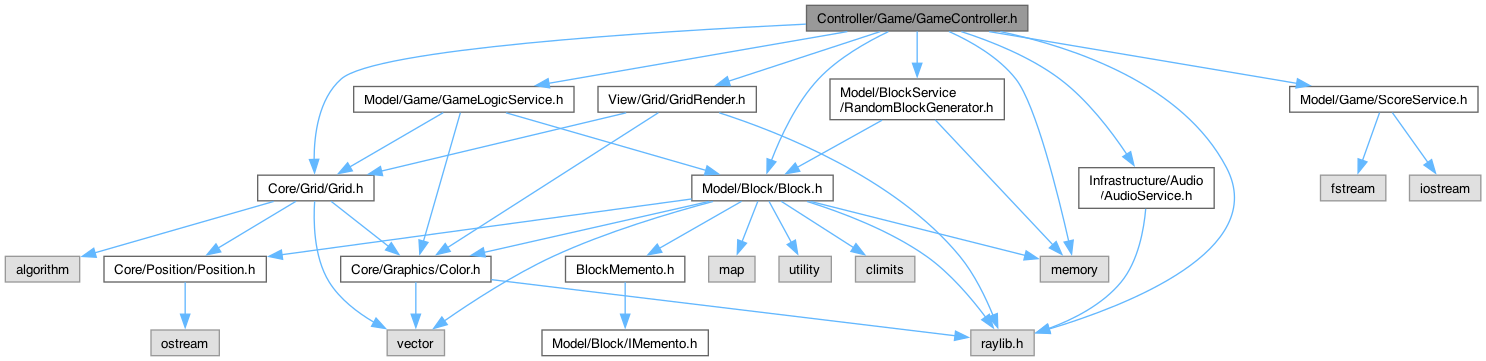 Controller/Game/GameController.h
Model/Game/GameLogicService.h
View/Grid/GridRender.h
Model/BlockService
/RandomBlockGenerator.h
Model/Game/ScoreService.h
Core/Grid/Grid.h
Model/Block/Block.h
Infrastructure/Audio
/AudioService.h
fstream
iostream
algorithm
Core/Position/Position.h
Core/Graphics/Color.h
BlockMemento.h
map
utility
climits
memory
ostream
vector
Model/Block/IMemento.h
raylib.h